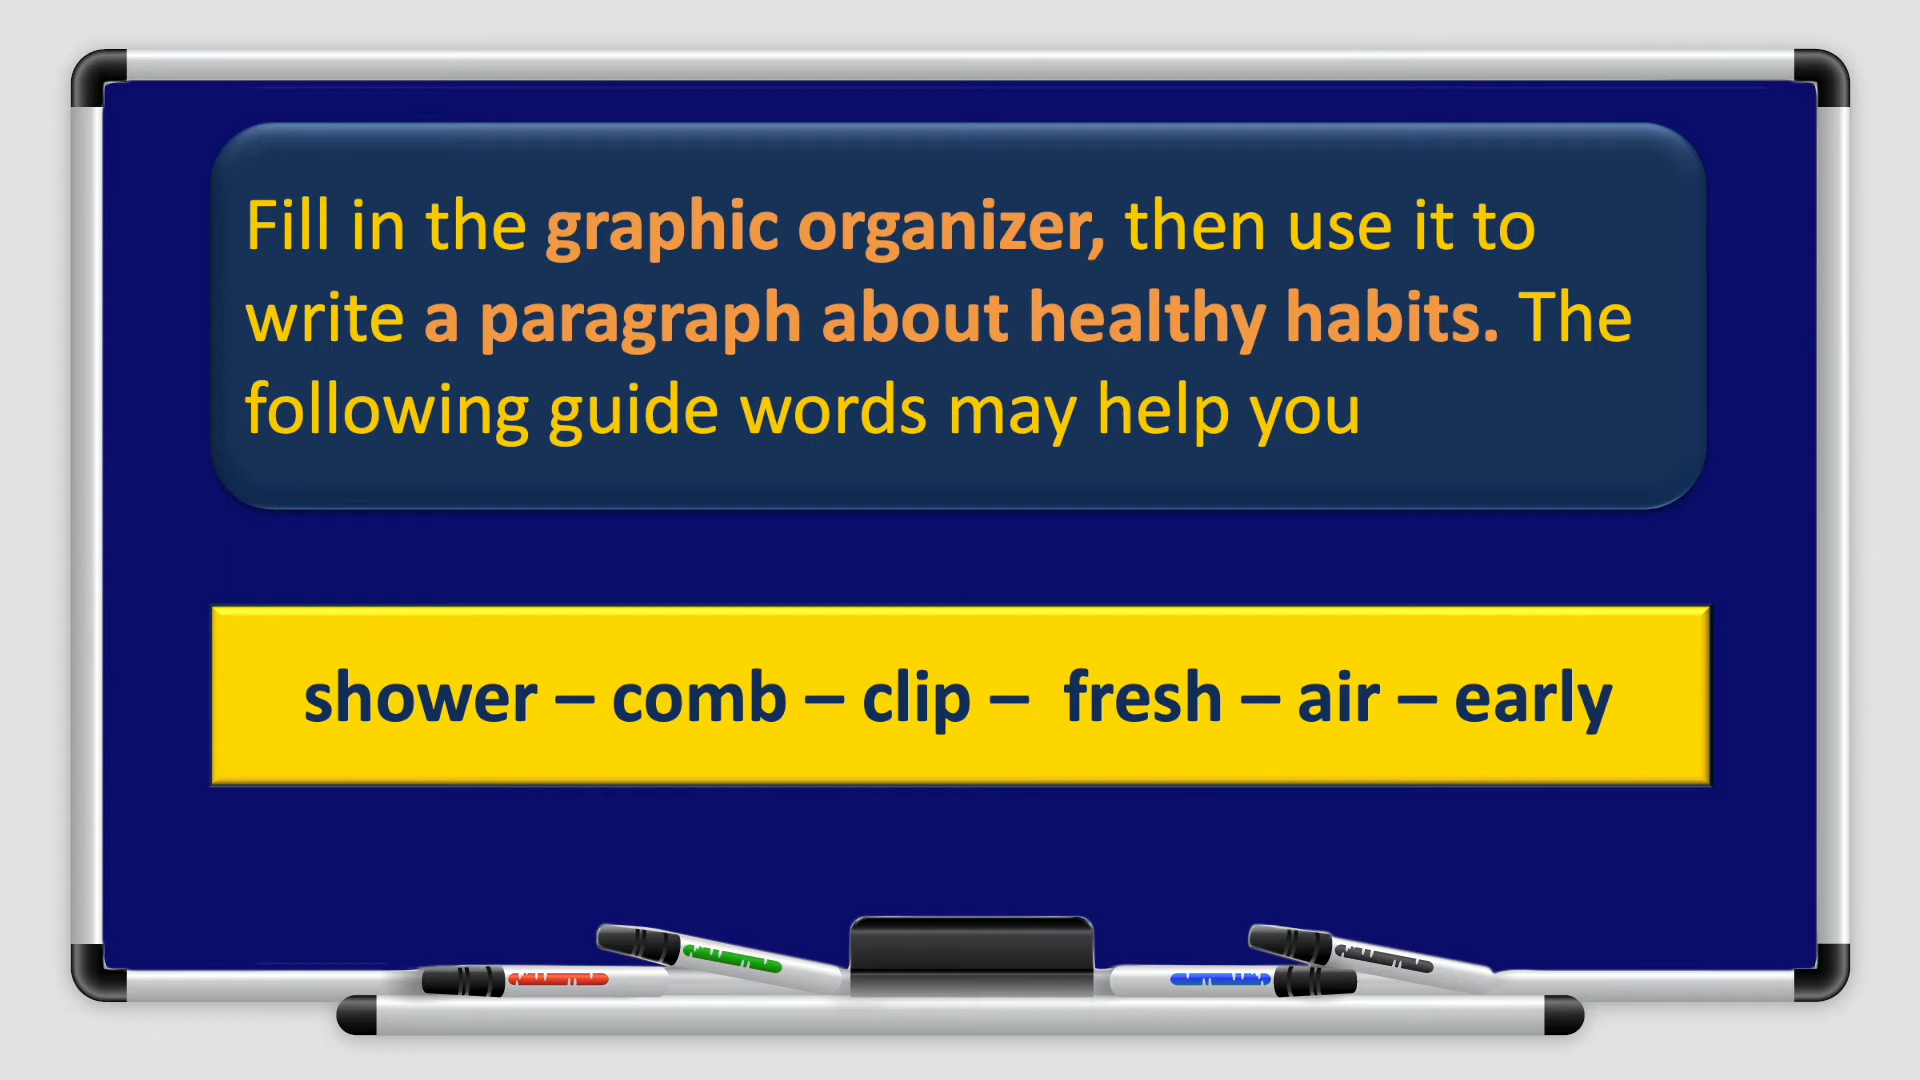 Fill in the graphic organizer, then use it to
write a paragraph about healthy habits. The
following guide words may help you
shower – comb – clip – fresh – air – early